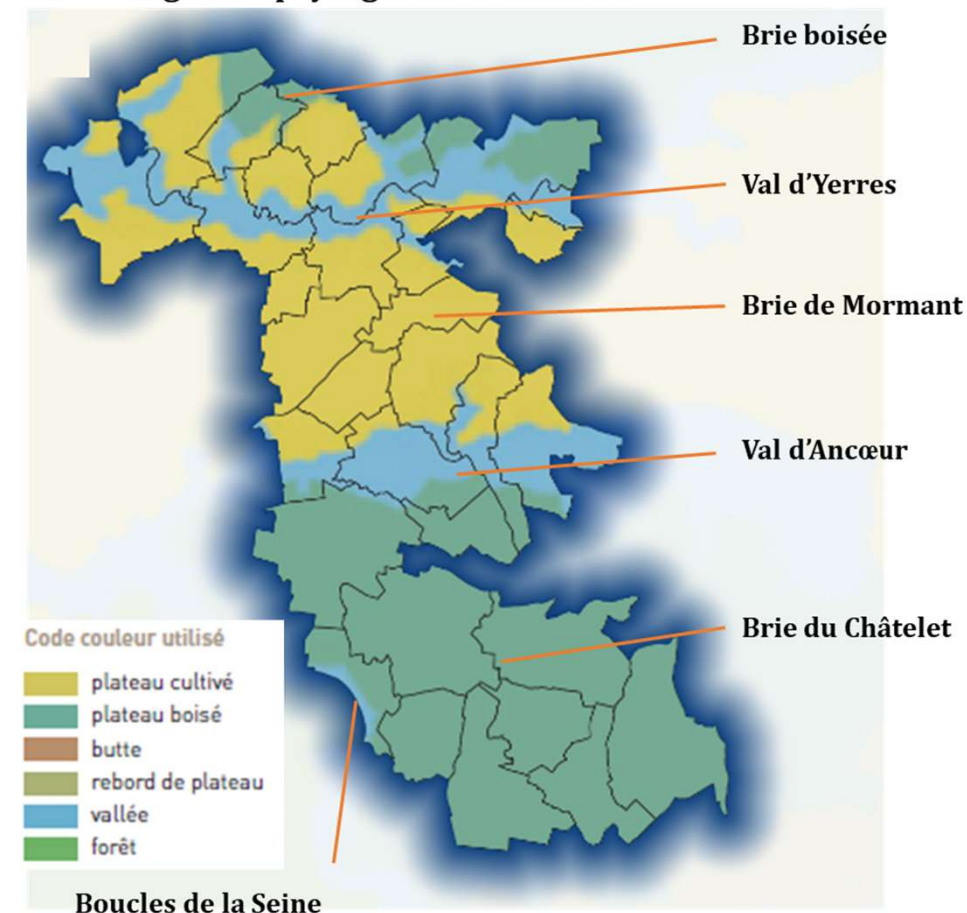 Brie boisée
Val d'Yerres
Brie de Mormant
Val d'Ancœur
Brie du Châtelet
Code couleur utilisé
plateau cultivé
plateau boisé
butte
rebord de plateau
vallée
forêt
Boucles de la Seine